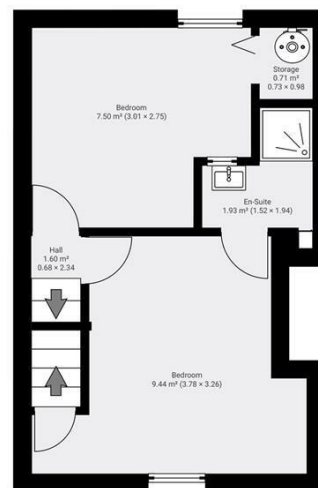 Storage
0.71 m²
0.73 × 0.98
Bedroom
7.50 m² (3.01 × 2.75)
En-Suite
1.93 m² (1.52 × 1.94)
Hall
1.60 m²
0.68 × 2.34
Bedroom
9.44 m² (3.78 × 3.26)